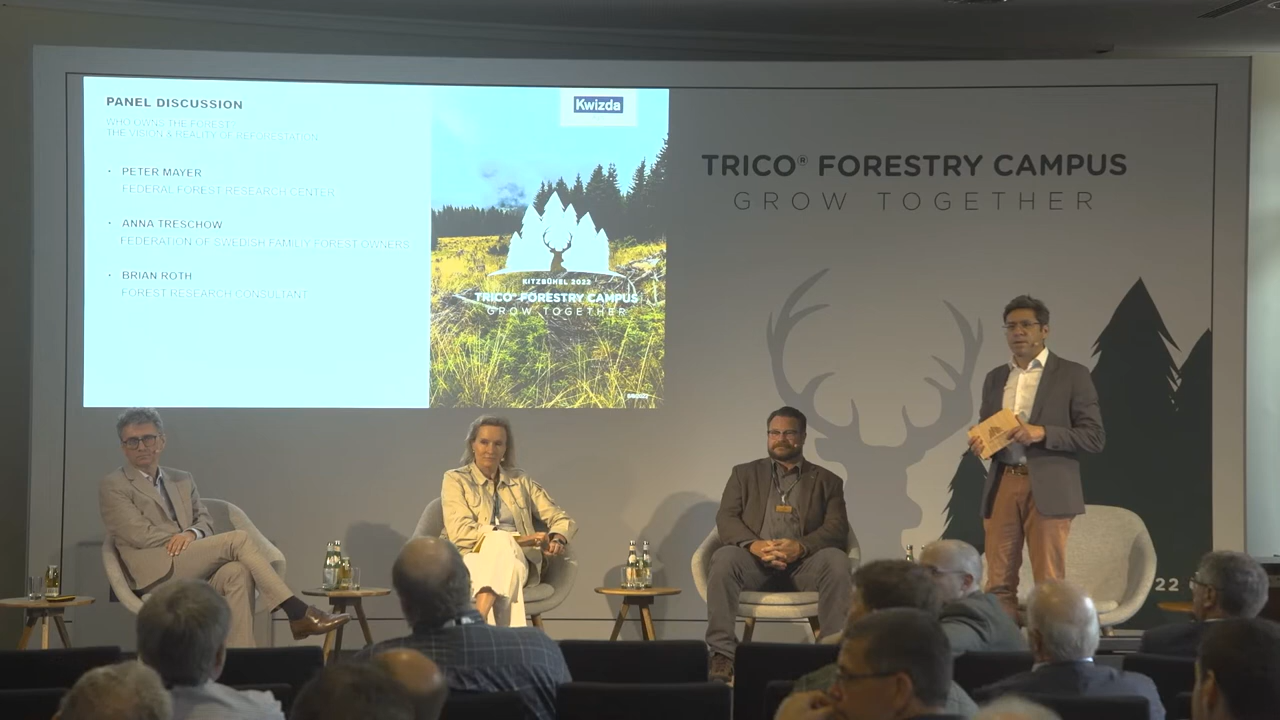 PANEL DISCUSSION
WHO OWNS THE FOREST?
THE VISION & REALITY OF REFORESTATION
• PETER MAYER
FEDERAL FOREST RESEARCH CENTER
• ANNA TRESCHOW
FEDERATION OF SWEDISH FAMILIY FOREST OWNERS
• BRIAN ROTH
FOREST RESEARCH CONSULTANT
Kwizda
KITZBÜHEL 2022
TRICO® FORESTRY CAMPUS
GROW TOGETHER
TRICO® FORESTRY CAMPUS
GROW TOGETHER
22